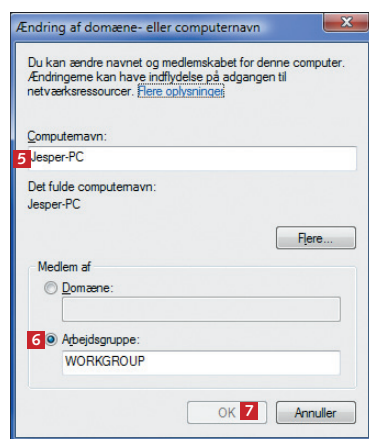 Ændring af domæne- eller computernavn
Du kan ændre navnet og medlemskabet for denne computer.
Ændringerne kan have indflydelse på adgangen til
netværksressourcer. Flere oplysninger
Computernavn:
5 Jesper-PC
Det fulde computernavn:
Jesper-PC
Flere...
Medlem af
Domæne:
6 Arbejdsgruppe:
WORKGROUP
OK 7 Annuller